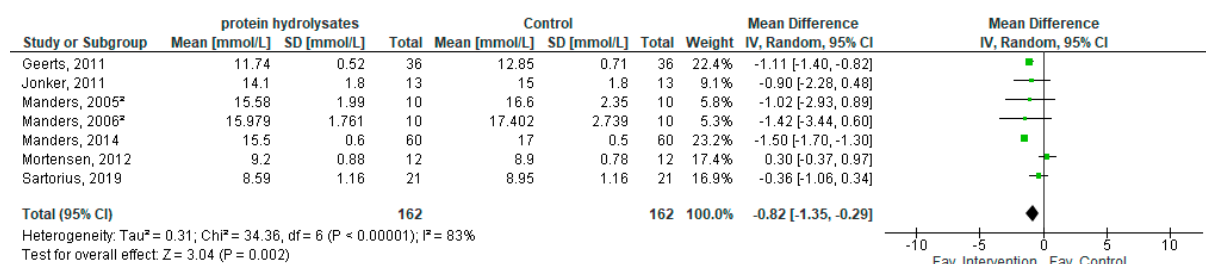 protein hydrolysates Control Mean Difference Mean Difference
Study or Subgroup Mean [mmol/L] SD [mmol/L] Total Mean [mmol/L] SD [mmol/L] Total Weight IV, Random, 95% CI IV, Random, 95% CI
Geerts, 2011 11.74 0.52 36 12.85 0.71 36 22.4% -1.11 [-1.40, -0.82]
Jonker, 2011 14.1 1.8 13 15 1.8 13 9.1% -0.90 [-2.28, 0.48]
Manders, 2005² 15.58 1.99 10 16.6 2.35 10 5.8% -1.02 [-2.93, 0.89]
Manders, 2006² 15.979 1.761 10 17.402 2.739 10 5.2% -1.42 [-3.44, 0.60]
Manders, 2014 15.5 0.6 60 17 0.5 60 23.2% -1.50 [-1.70, -1.30]
Mortensen, 2012 9.2 0.88 12 8.9 0.78 12 17.4% 0.30 [-0.37, 0.97]
Sartorius, 2019 8.59 1.16 21 8.95 1.16 21 16.9% -0.36 [-1.06, 0.34]
Total (95% CI) 162 162 100.0% -0.82 [-1.35, -0.29]
Heterogeneity: Tau² = 0.31; Chi² = 34.36, df = 6 (P < 0.00001); I² = 83%
Test for overall effect: Z = 3.04 (P = 0.002)
-10 -5 0 5 10
Fav. Intervention Fav. Control